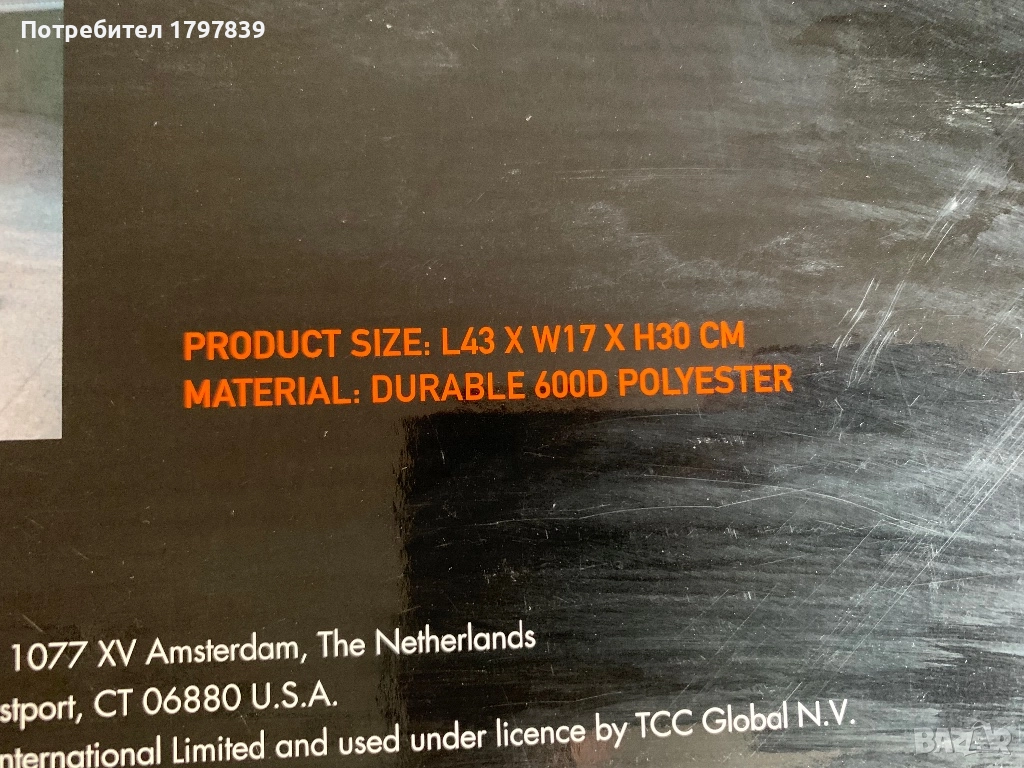 Потребител 1797839
PRODUCT SIZE: L43 X W17 X H30 CM
MATERIAL: DURABLE 600D POLYESTER
1077 XV Amsterdam, The Netherlands
stport, CT 06880 U.S.A.
nternational Limited and used under licence by TCC Global N.V.
BAZAR